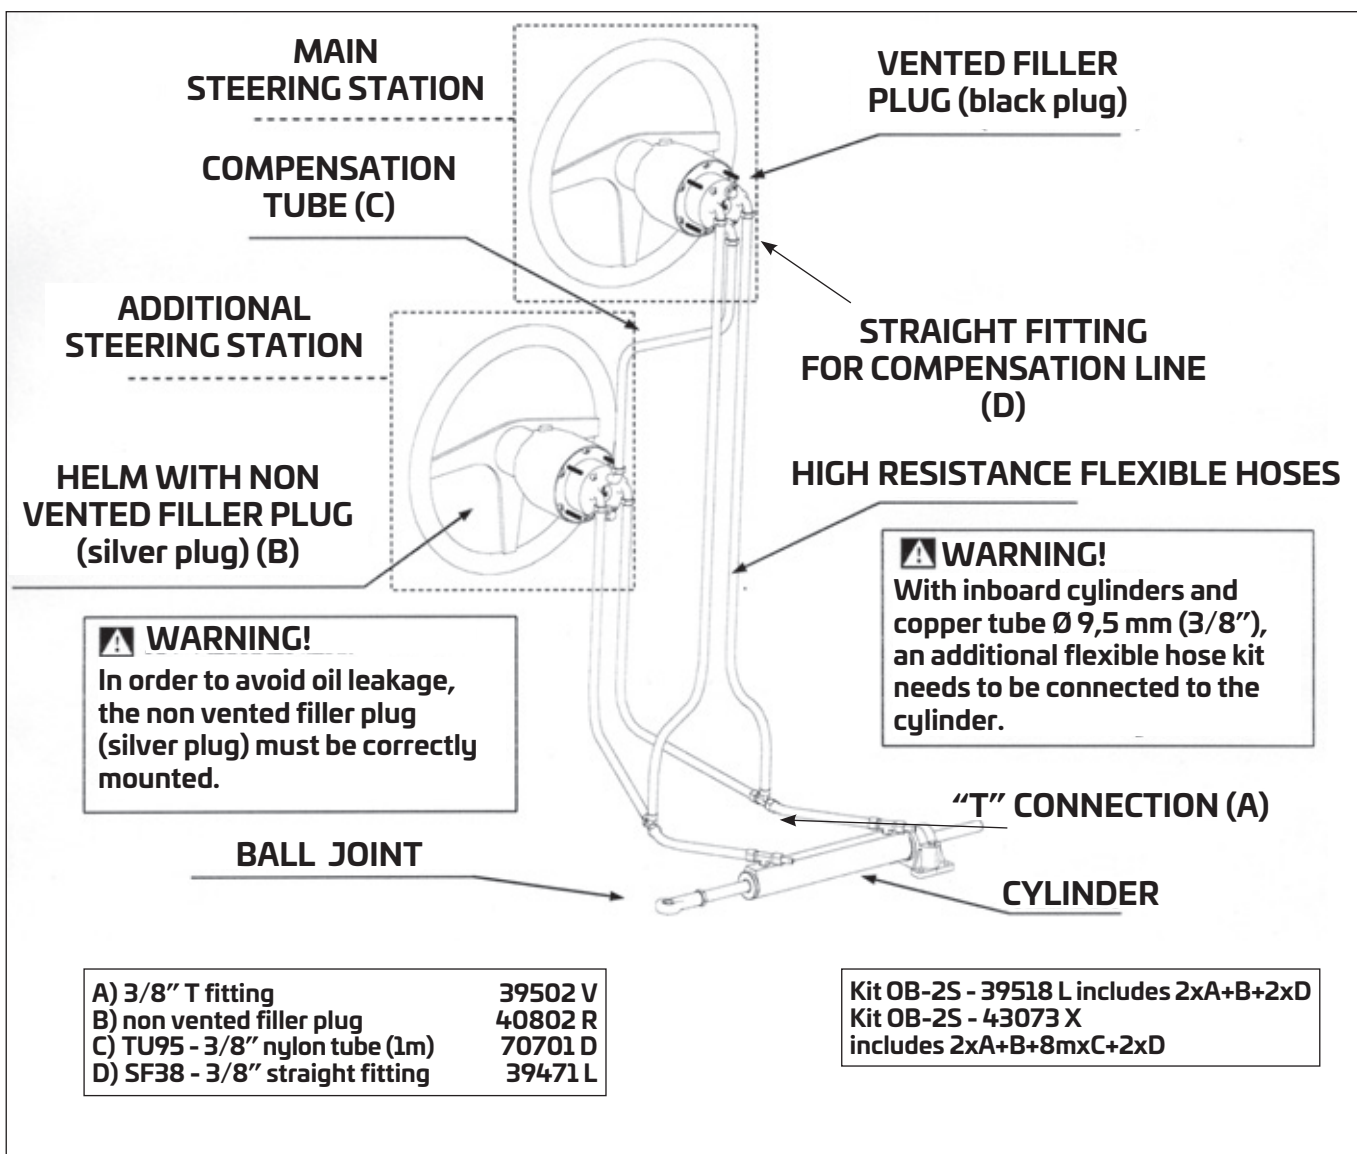 MAIN
STEERING STATION
VENTED FILLER
PLUG (black plug)
COMPENSATION
TUBE (C)
ADDITIONAL
STEERING STATION
STRAIGHT FITTING
FOR COMPENSATION LINE
(D)
HELM WITH NON
VENTED FILLER PLUG
(silver plug) (B)
HIGH RESISTANCE FLEXIBLE HOSES
WARNING!
With inboard cylinders and
copper tube Ø 9,5 mm (3/8”),
an additional flexible hose kit
needs to be connected to the
cylinder.
WARNING!
In order to avoid oil leakage,
the non vented filler plug
(silver plug) must be correctly
mounted.
“T” CONNECTION (A)
BALL JOINT
CYLINDER
A) 3/8” T fitting 39502 V
B) non vented filler plug 40802 R
C) TU95 - 3/8” nylon tube (1m) 70701 D
D) SF38 - 3/8” straight fitting 39471 L
Kit OB-2S - 39518 L includes 2xA+B+2xD
Kit OB-2S - 43073 X
includes 2xA+B+8mxC+2xD